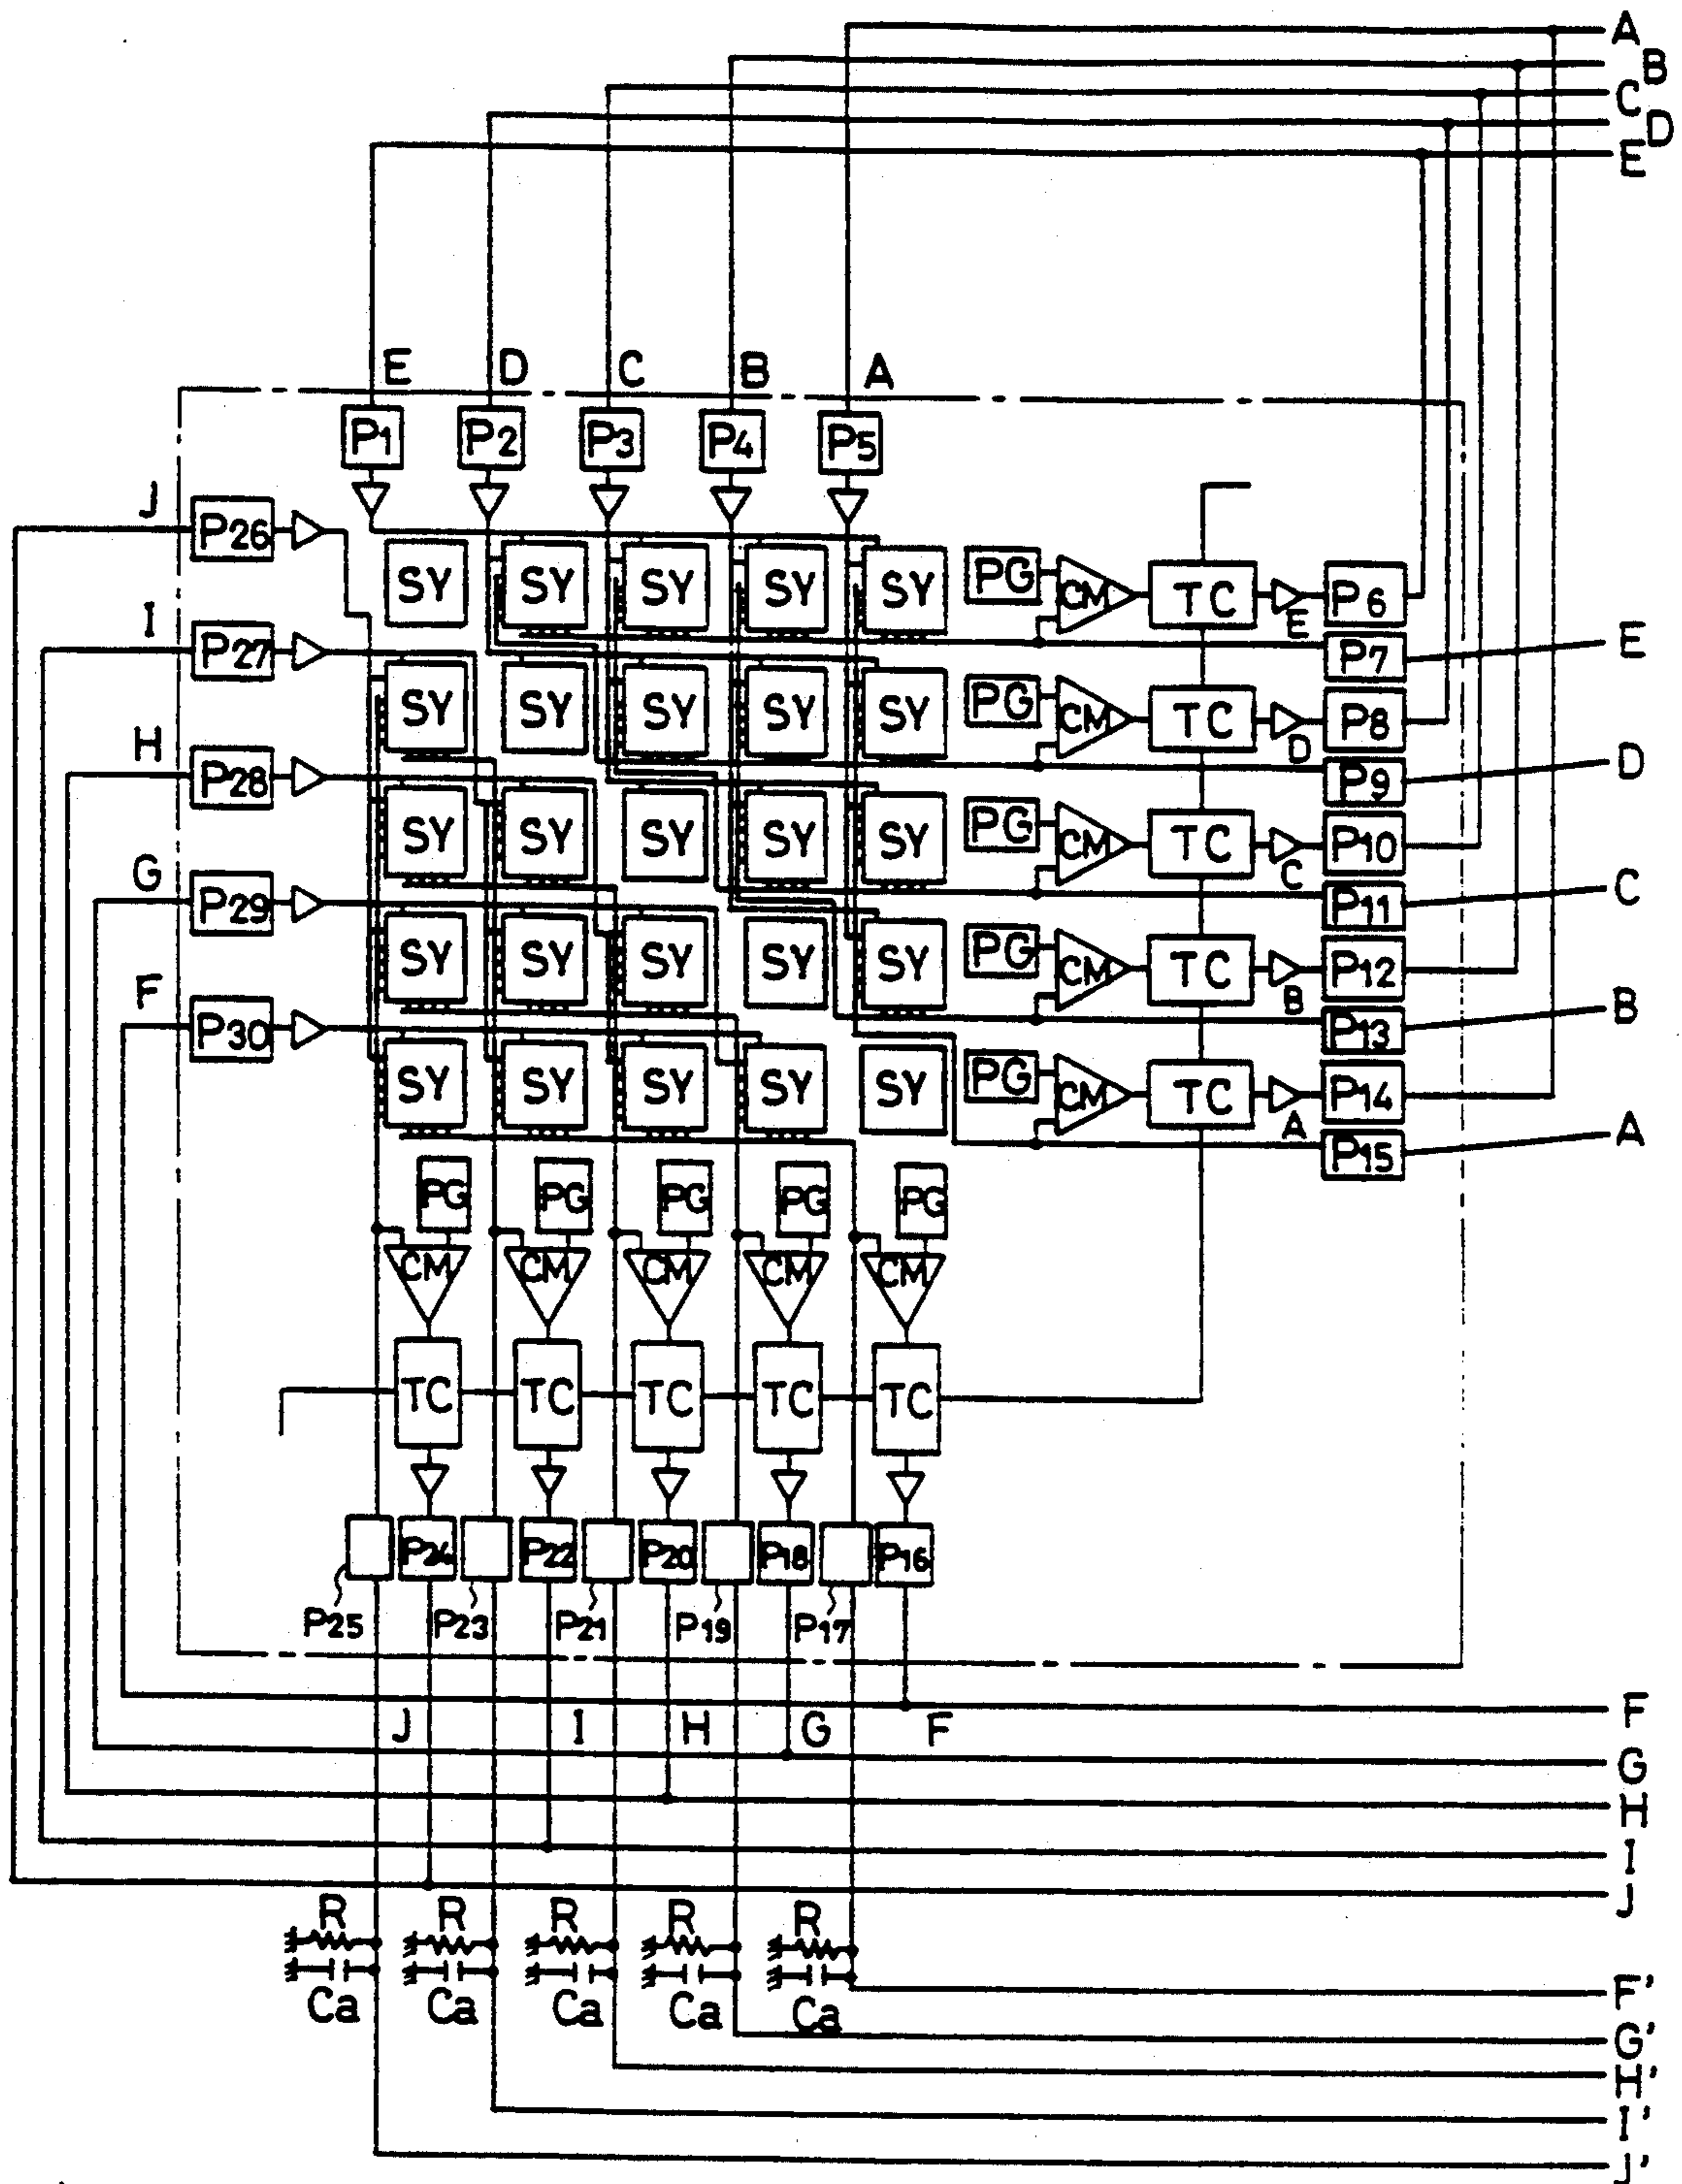 A
B
C
D
E
E D C B A
P1 P2 P3 P4 P5
J P26
SY SY SY SY SY PG CM TC E P6
I P27 P7 E
SY SY SY SY SY PG CM TC D P8
H P28 P9 D
SY SY SY SY SY PG CM TC C P10
G P29 P11 C
SY SY SY SY SY PG CM TC B P12
F P30 P13 B
SY SY SY SY SY PG CM TC A P14
P15 A
PG PG PG PG PG
CM CM CM CM CM
TC TC TC TC TC
P24 P22 P20 P18 P16
P25 P23 P21 P19 P17
F
J I H G F
G
H
I
J
R R R R R
Ca Ca Ca Ca Ca
F'
G'
H'
I'
J'